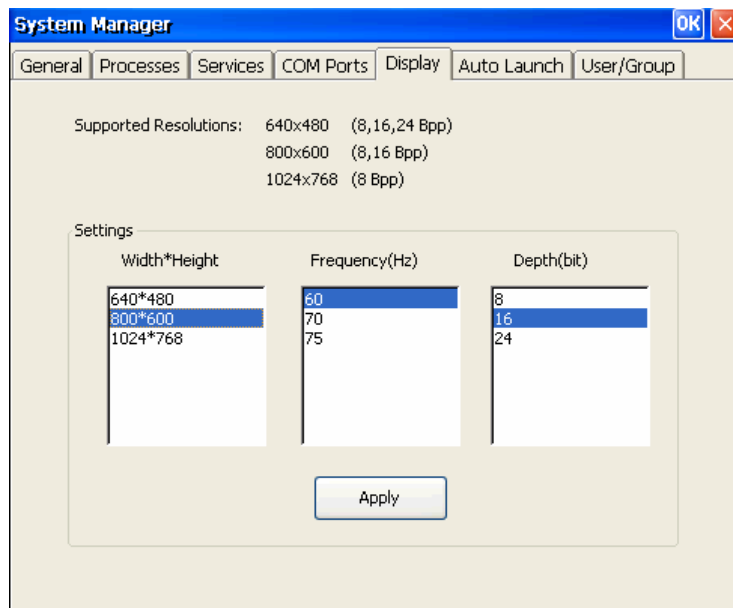 System Manager OK
General Processes Services COM Ports Display Auto Launch User/Group
Supported Resolutions: 640x480 (8,16,24 Bpp)
800x600 (8,16 Bpp)
1024x768 (8 Bpp)
Settings
Width*Height Frequency(Hz) Depth(bit)
640*480 60 8
800*600 70 16
1024*768 75 24
Apply